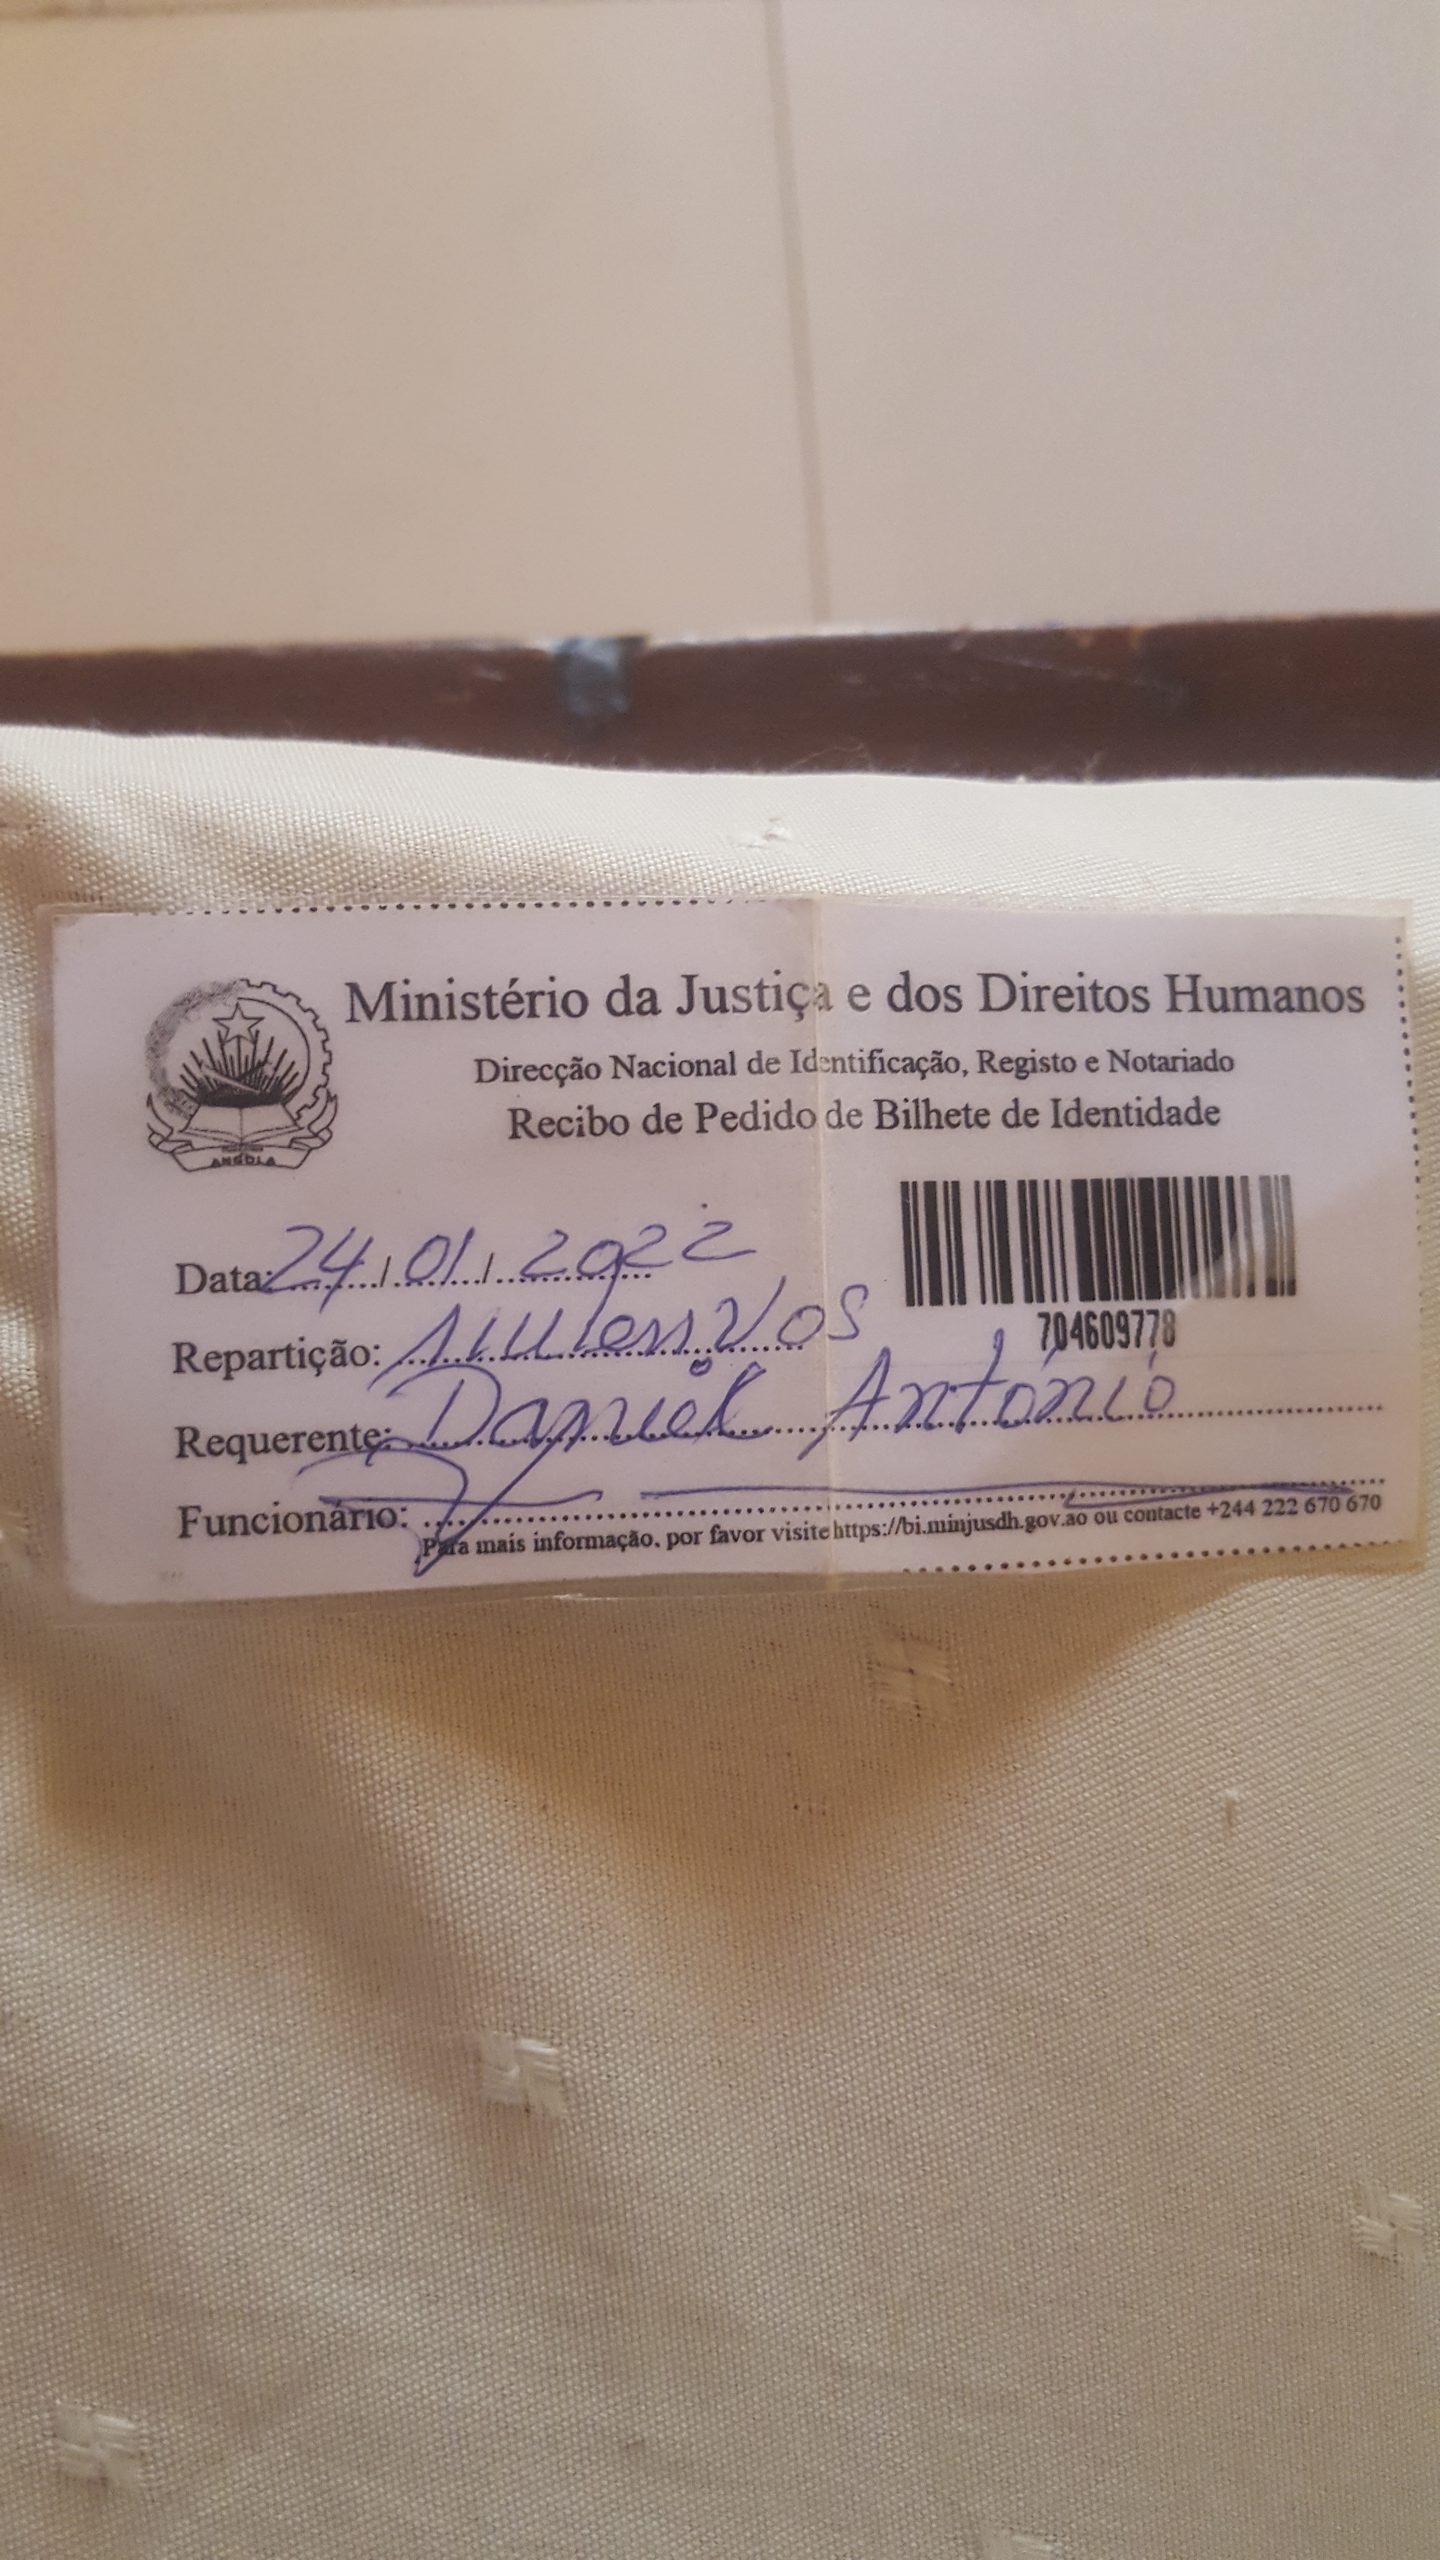 Ministério da Justiça e dos Direitos Humanos
Direcção Nacional de Identificação, Registo e Notariado
Recibo de Pedido de Bilhete de Identidade
ANGOLA
704609778
Data: 24/01/2022
Repartição:
Requerente: Daniel António
Funcionário:
Para mais informação, por favor visite https://bi.minjusdh.gov.ao ou contacte +244 222 670 670